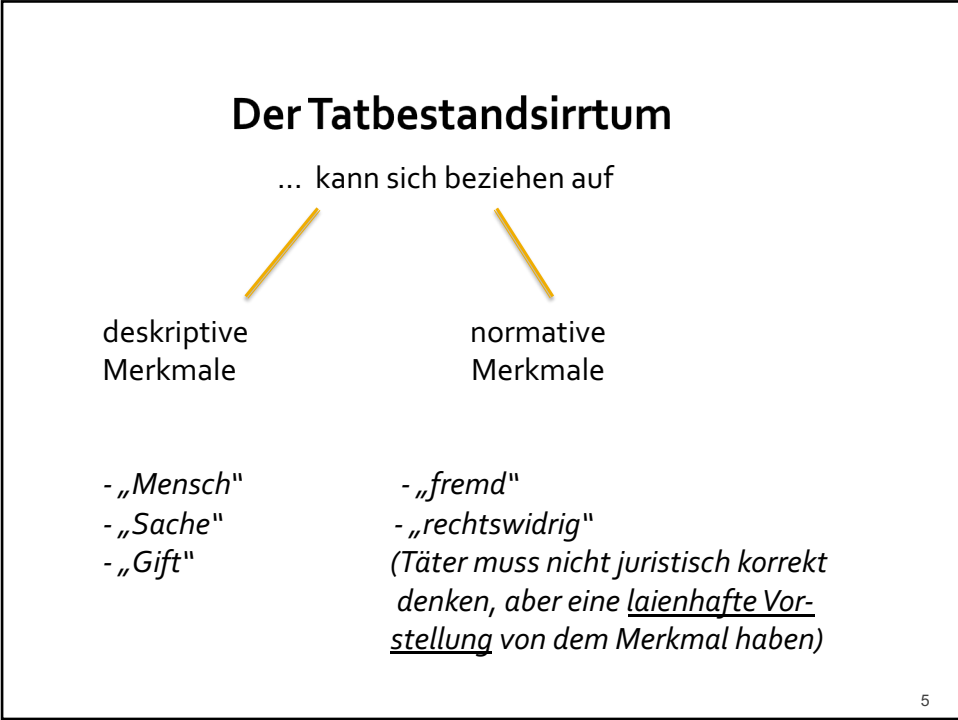 Der Tatbestandsirrtum
... kann sich beziehen auf
deskriptive
Merkmale
- „Mensch“
- „Sache“
- „Gift“
normative
Merkmale
- „fremd“
- „rechtswidrig“
(Täter muss nicht juristisch korrekt
denken, aber eine laienhafte Vor-
stellung von dem Merkmal haben)
5